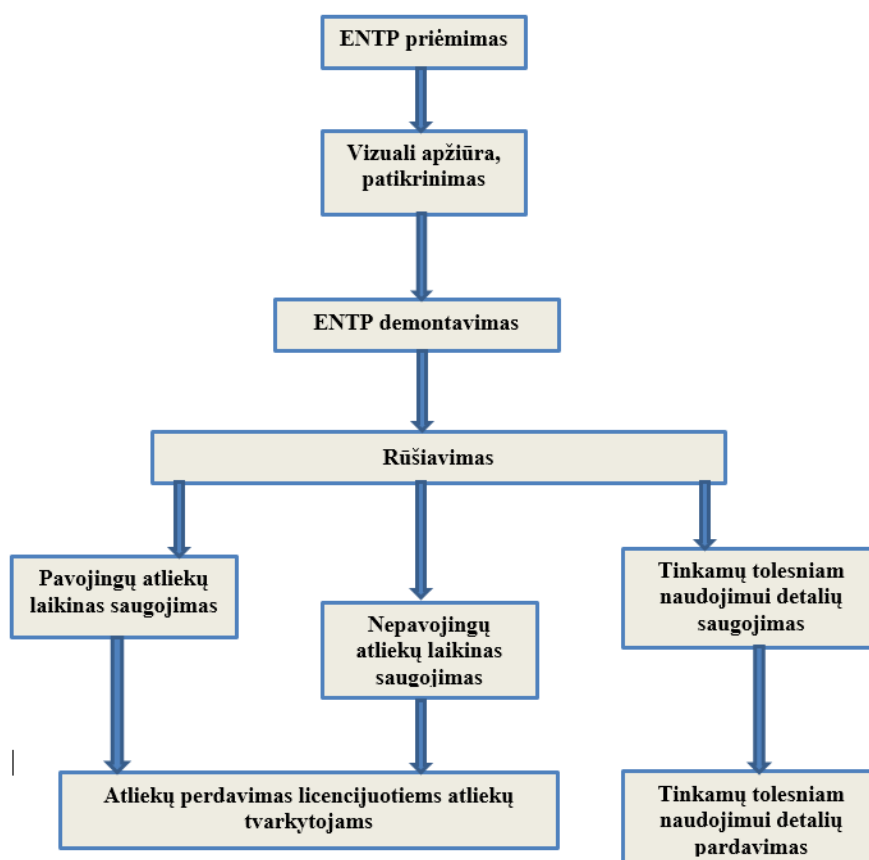 ENTP priėmimas
Vizuali apžiūra,
patikrinimas
ENTP demontavimas
Rūšiavimas
Pavojingų atliekų
laikinas saugojimas
Nepavojingų
atliekų laikinas
saugojimas
Tinkamų tolesniam
naudojimui detalių
saugojimas
Atliekų perdavimas licencijuotiems atliekų
tvarkytojams
Tinkamų tolesniam
naudojimui detalių
pardavimas